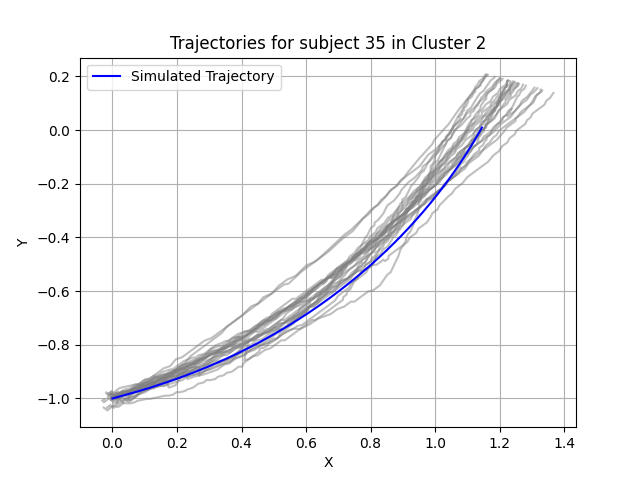 Trajectories for subject 35 in Cluster 2
Simulated Trajectory
0.2
0.0
−0.2
−0.4
−0.6
−0.8
−1.0
Y
0.0 0.2 0.4 0.6 0.8 1.0 1.2 1.4
X